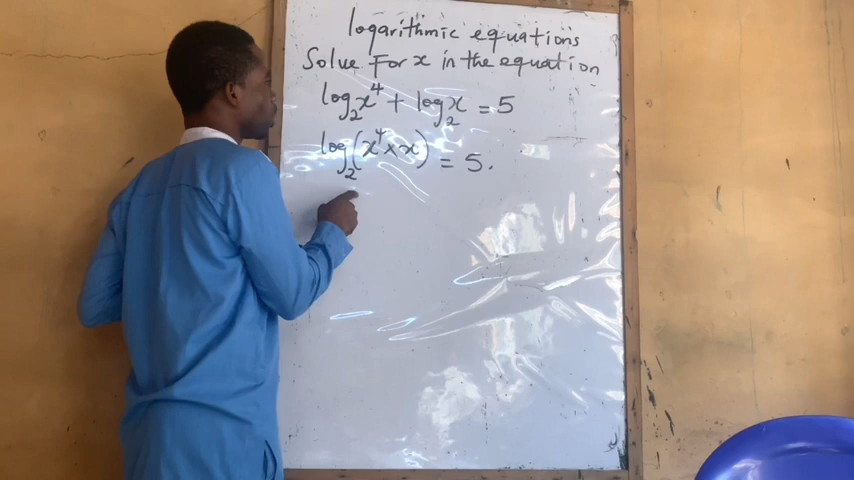 logarithmic equations
Solve For x in the equation
log₂x⁴ + log₂x = 5
log₂(x⁴×x) = 5.